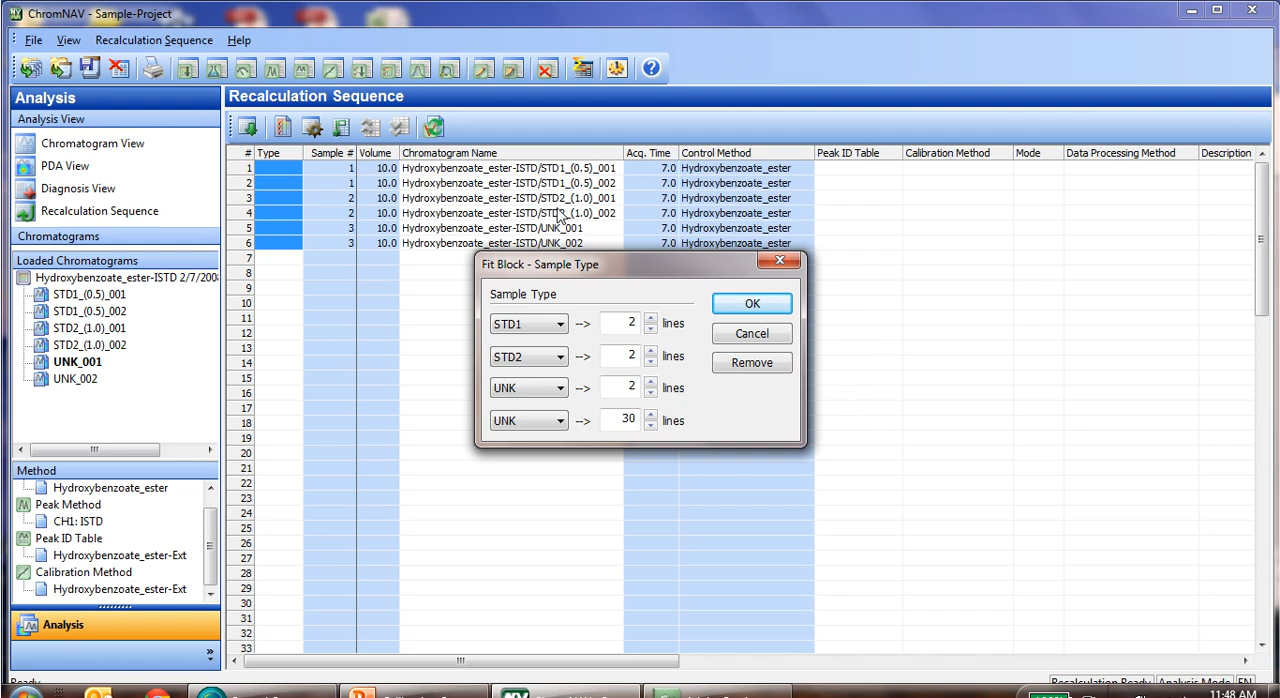 ChromNAV - Sample-Project
File View Recalculation Sequence Help
Analysis
Recalculation Sequence
Analysis View
Chromatogram View
PDA View
Diagnosis View
Recalculation Sequence
Chromatograms
Loaded Chromatograms
Hydroxybenzoate_ester-ISTD 2/7/200
STD1_(0.5)_001
STD1_(0.5)_002
STD2_(1.0)_001
STD2_(1.0)_002
UNK_001
UNK_002
Method
Hydroxybenzoate_ester
Peak Method
CH1: ISTD
Peak ID Table
Hydroxybenzoate_ester-Ext
Calibration Method
Hydroxybenzoate_ester-Ext
Analysis
# Type Sample # Volume Chromatogram Name Acq. Time Control Method Peak ID Table Calibration Method Mode Data Processing Method Description
1 1 10.0 Hydroxybenzoate_ester-ISTD/STD1_(0.5)_001 7.0 Hydroxybenzoate_ester
2 1 10.0 Hydroxybenzoate_ester-ISTD/STD1_(0.5)_002 7.0 Hydroxybenzoate_ester
3 2 10.0 Hydroxybenzoate_ester-ISTD/STD2_(1.0)_001 7.0 Hydroxybenzoate_ester
4 2 10.0 Hydroxybenzoate_ester-ISTD/STD2_(1.0)_002 7.0 Hydroxybenzoate_ester
5 3 10.0 Hydroxybenzoate_ester-ISTD/UNK_001 7.0 Hydroxybenzoate_ester
6 3 10.0 Hydroxybenzoate_ester-ISTD/UNK_002 7.0 Hydroxybenzoate_ester
7
8
9
10
11
12
13
14
15
16
17
18
19
20
21
22
23
24
25
26
27
28
29
30
31
32
33
Fit Block - Sample Type
Sample Type
STD1 --> 2 lines
STD2 --> 2 lines
UNK --> 2 lines
UNK --> 30 lines
OK
Cancel
Remove
Ready
Recalculation Ready Analysis Mode EN
11:48 AM